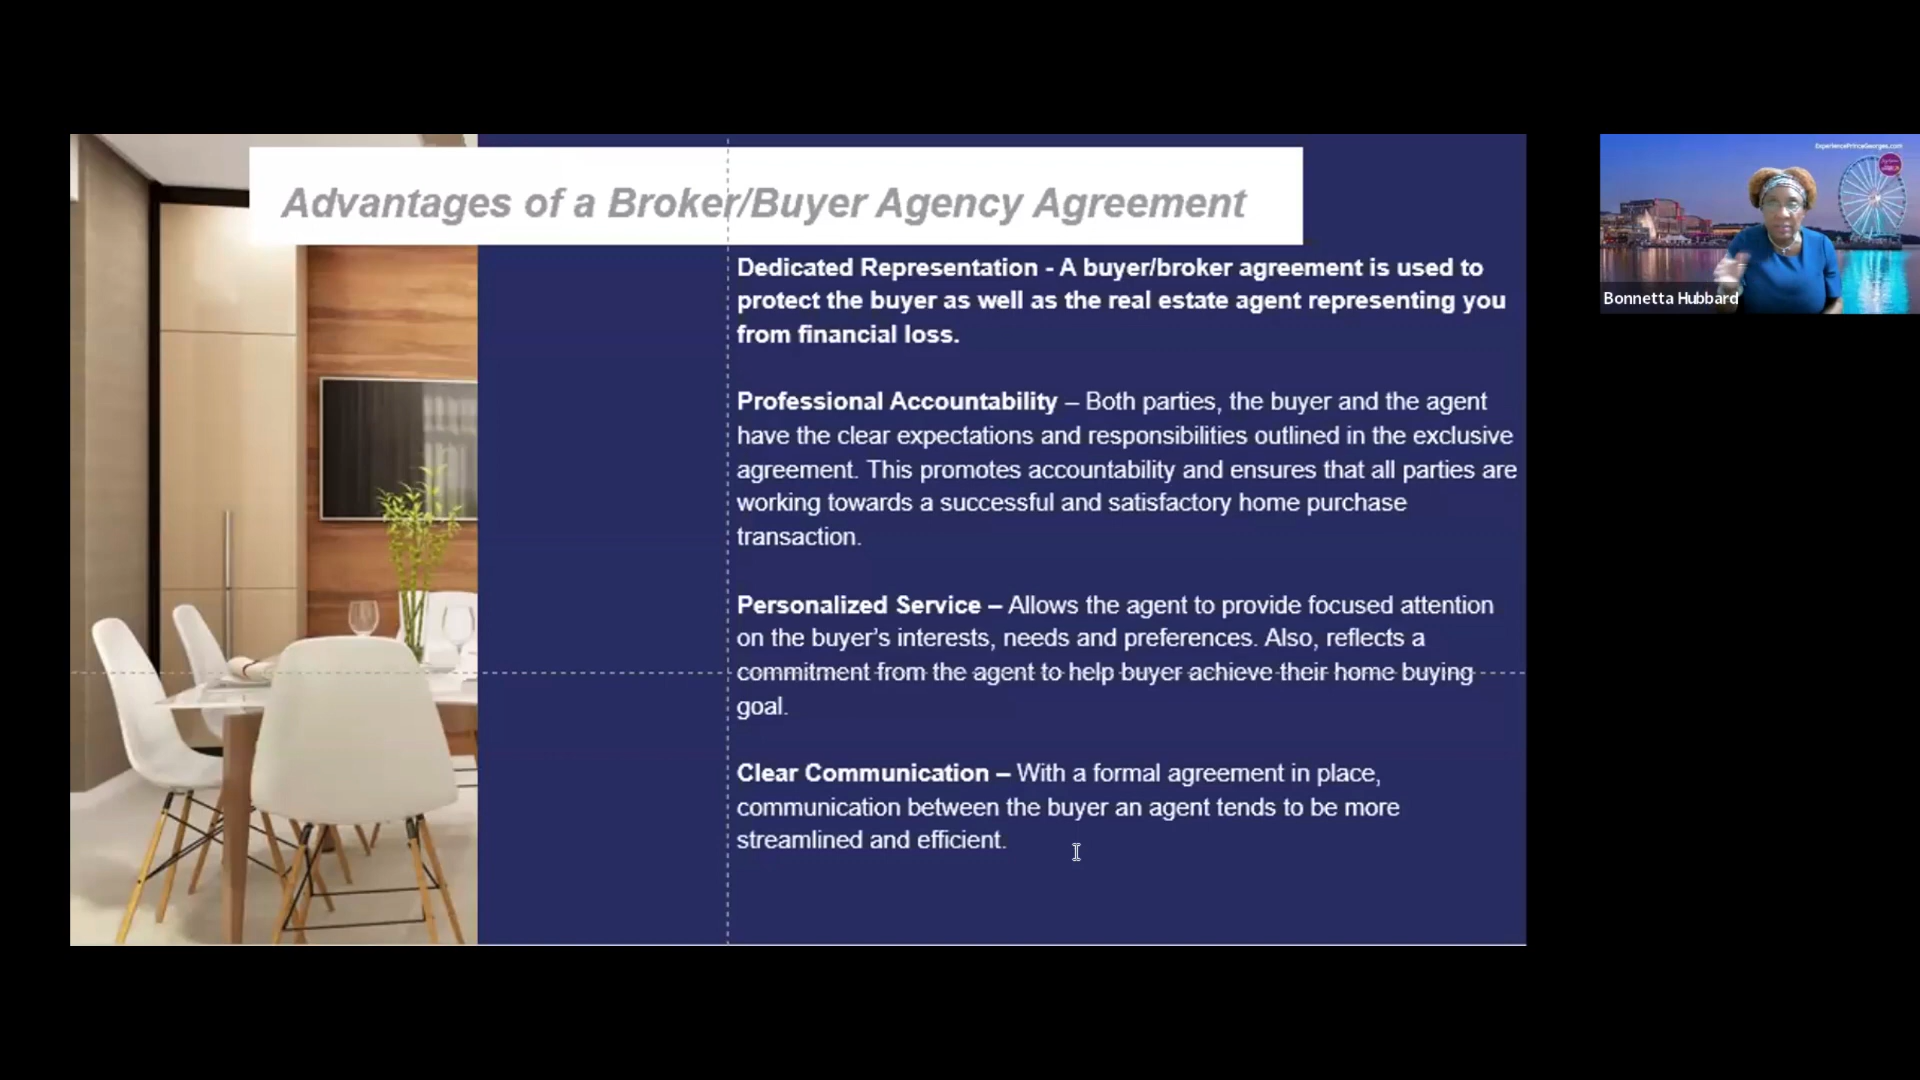 Advantages of a Broker/Buyer Agency Agreement
Dedicated Representation - A buyer/broker agreement is used to
protect the buyer as well as the real estate agent representing you
from financial loss.
Professional Accountability – Both parties, the buyer and the agent
have the clear expectations and responsibilities outlined in the exclusive
agreement. This promotes accountability and ensures that all parties are
working towards a successful and satisfactory home purchase
transaction.
Personalized Service – Allows the agent to provide focused attention
on the buyer’s interests, needs and preferences. Also, reflects a
commitment from the agent to help buyer achieve their home buying
goal.
Clear Communication – With a formal agreement in place,
communication between the buyer an agent tends to be more
streamlined and efficient.
ExperiencePrinceGeorges.com
Bonnetta Hubbard